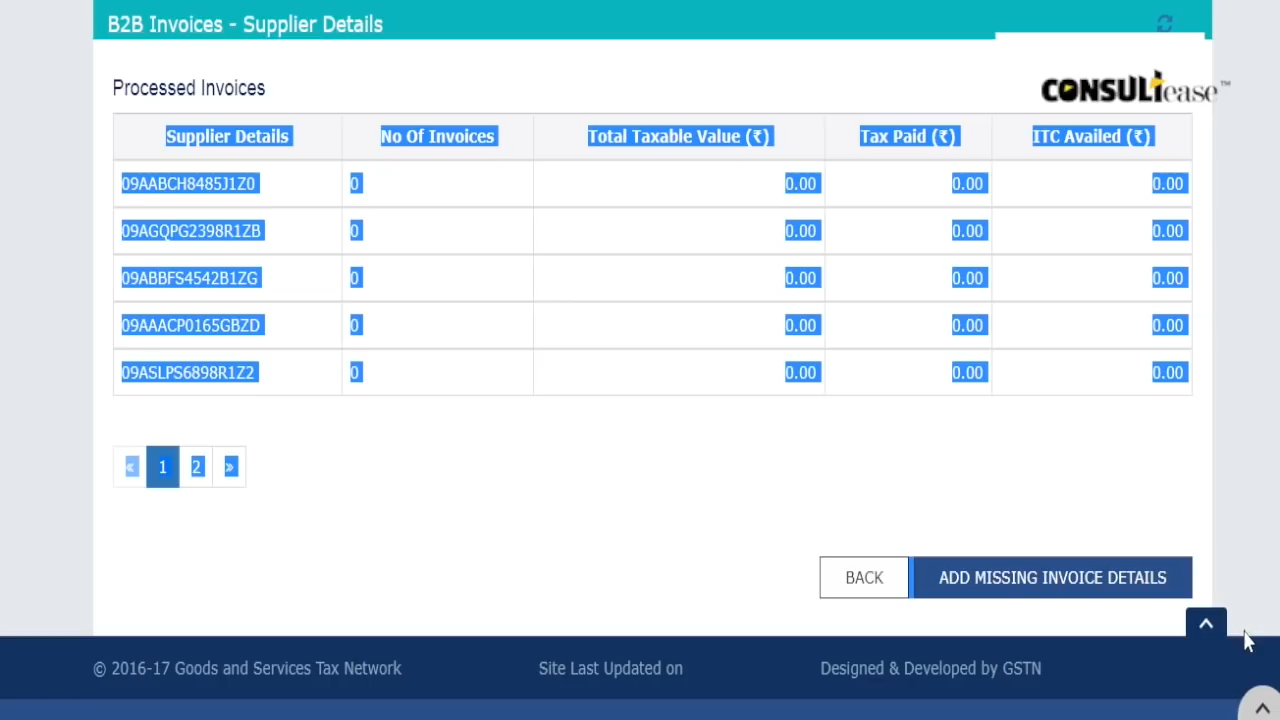 B2B Invoices - Supplier Details
CONSULTease™
Processed Invoices
Supplier Details No Of Invoices Total Taxable Value (₹) Tax Paid (₹) ITC Availed (₹)
09AABCH8485J1Z0 0 0.00 0.00 0.00
09AGQPG2398R1ZB 0 0.00 0.00 0.00
09ABBFS4542B1ZG 0 0.00 0.00 0.00
09AAACP0165GBZD 0 0.00 0.00 0.00
09ASLPS6898R1Z2 0 0.00 0.00 0.00
« 1 2 »
BACK ADD MISSING INVOICE DETAILS
© 2016-17 Goods and Services Tax Network Site Last Updated on Designed & Developed by GSTN